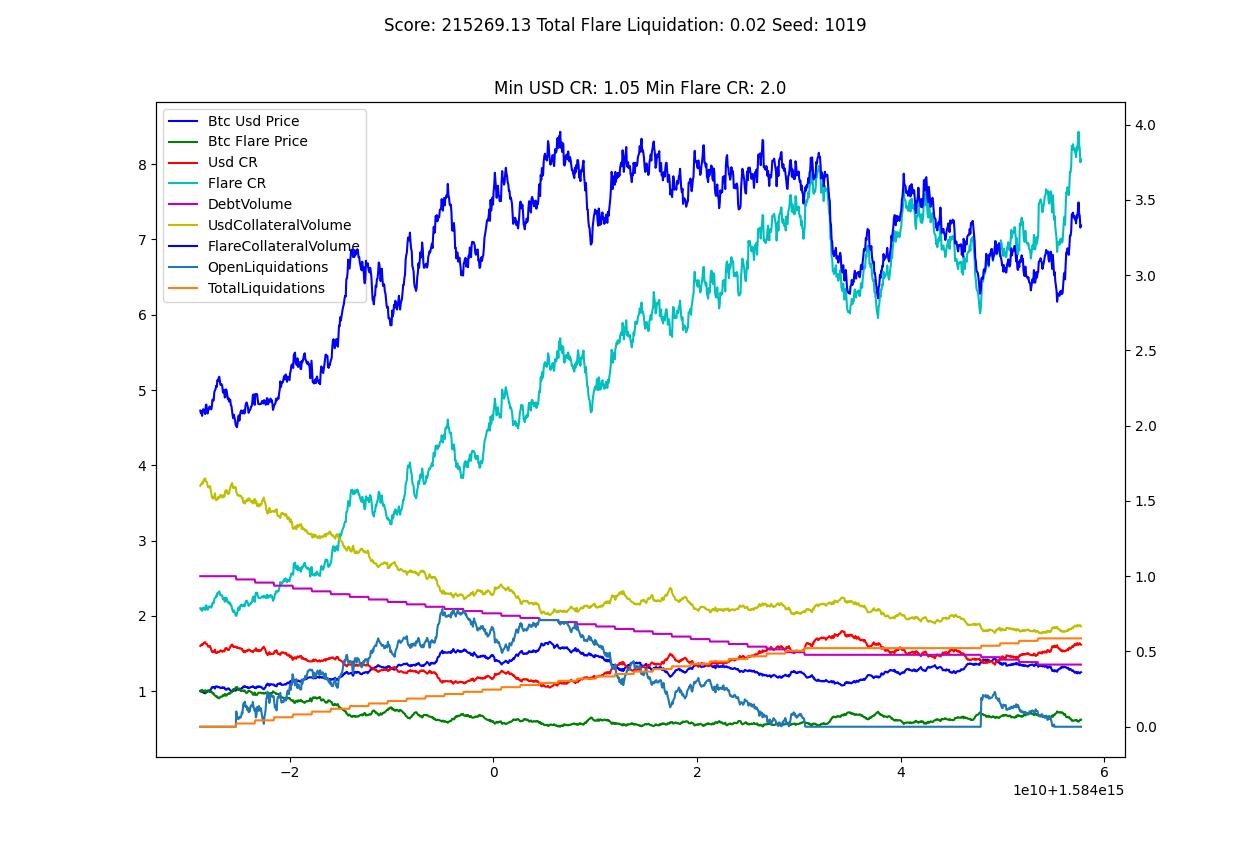 Score: 215269.13 Total Flare Liquidation: 0.02 Seed: 1019
Min USD CR: 1.05 Min Flare CR: 2.0
Btc Usd Price
Btc Flare Price
Usd CR
Flare CR
DebtVolume
UsdCollateralVolume
FlareCollateralVolume
OpenLiquidations
TotalLiquidations
8
7
6
5
4
3
2
1
4.0
3.5
3.0
2.5
2.0
1.5
1.0
0.5
0.0
−2
0
2
4
6
1e10+1.584e15